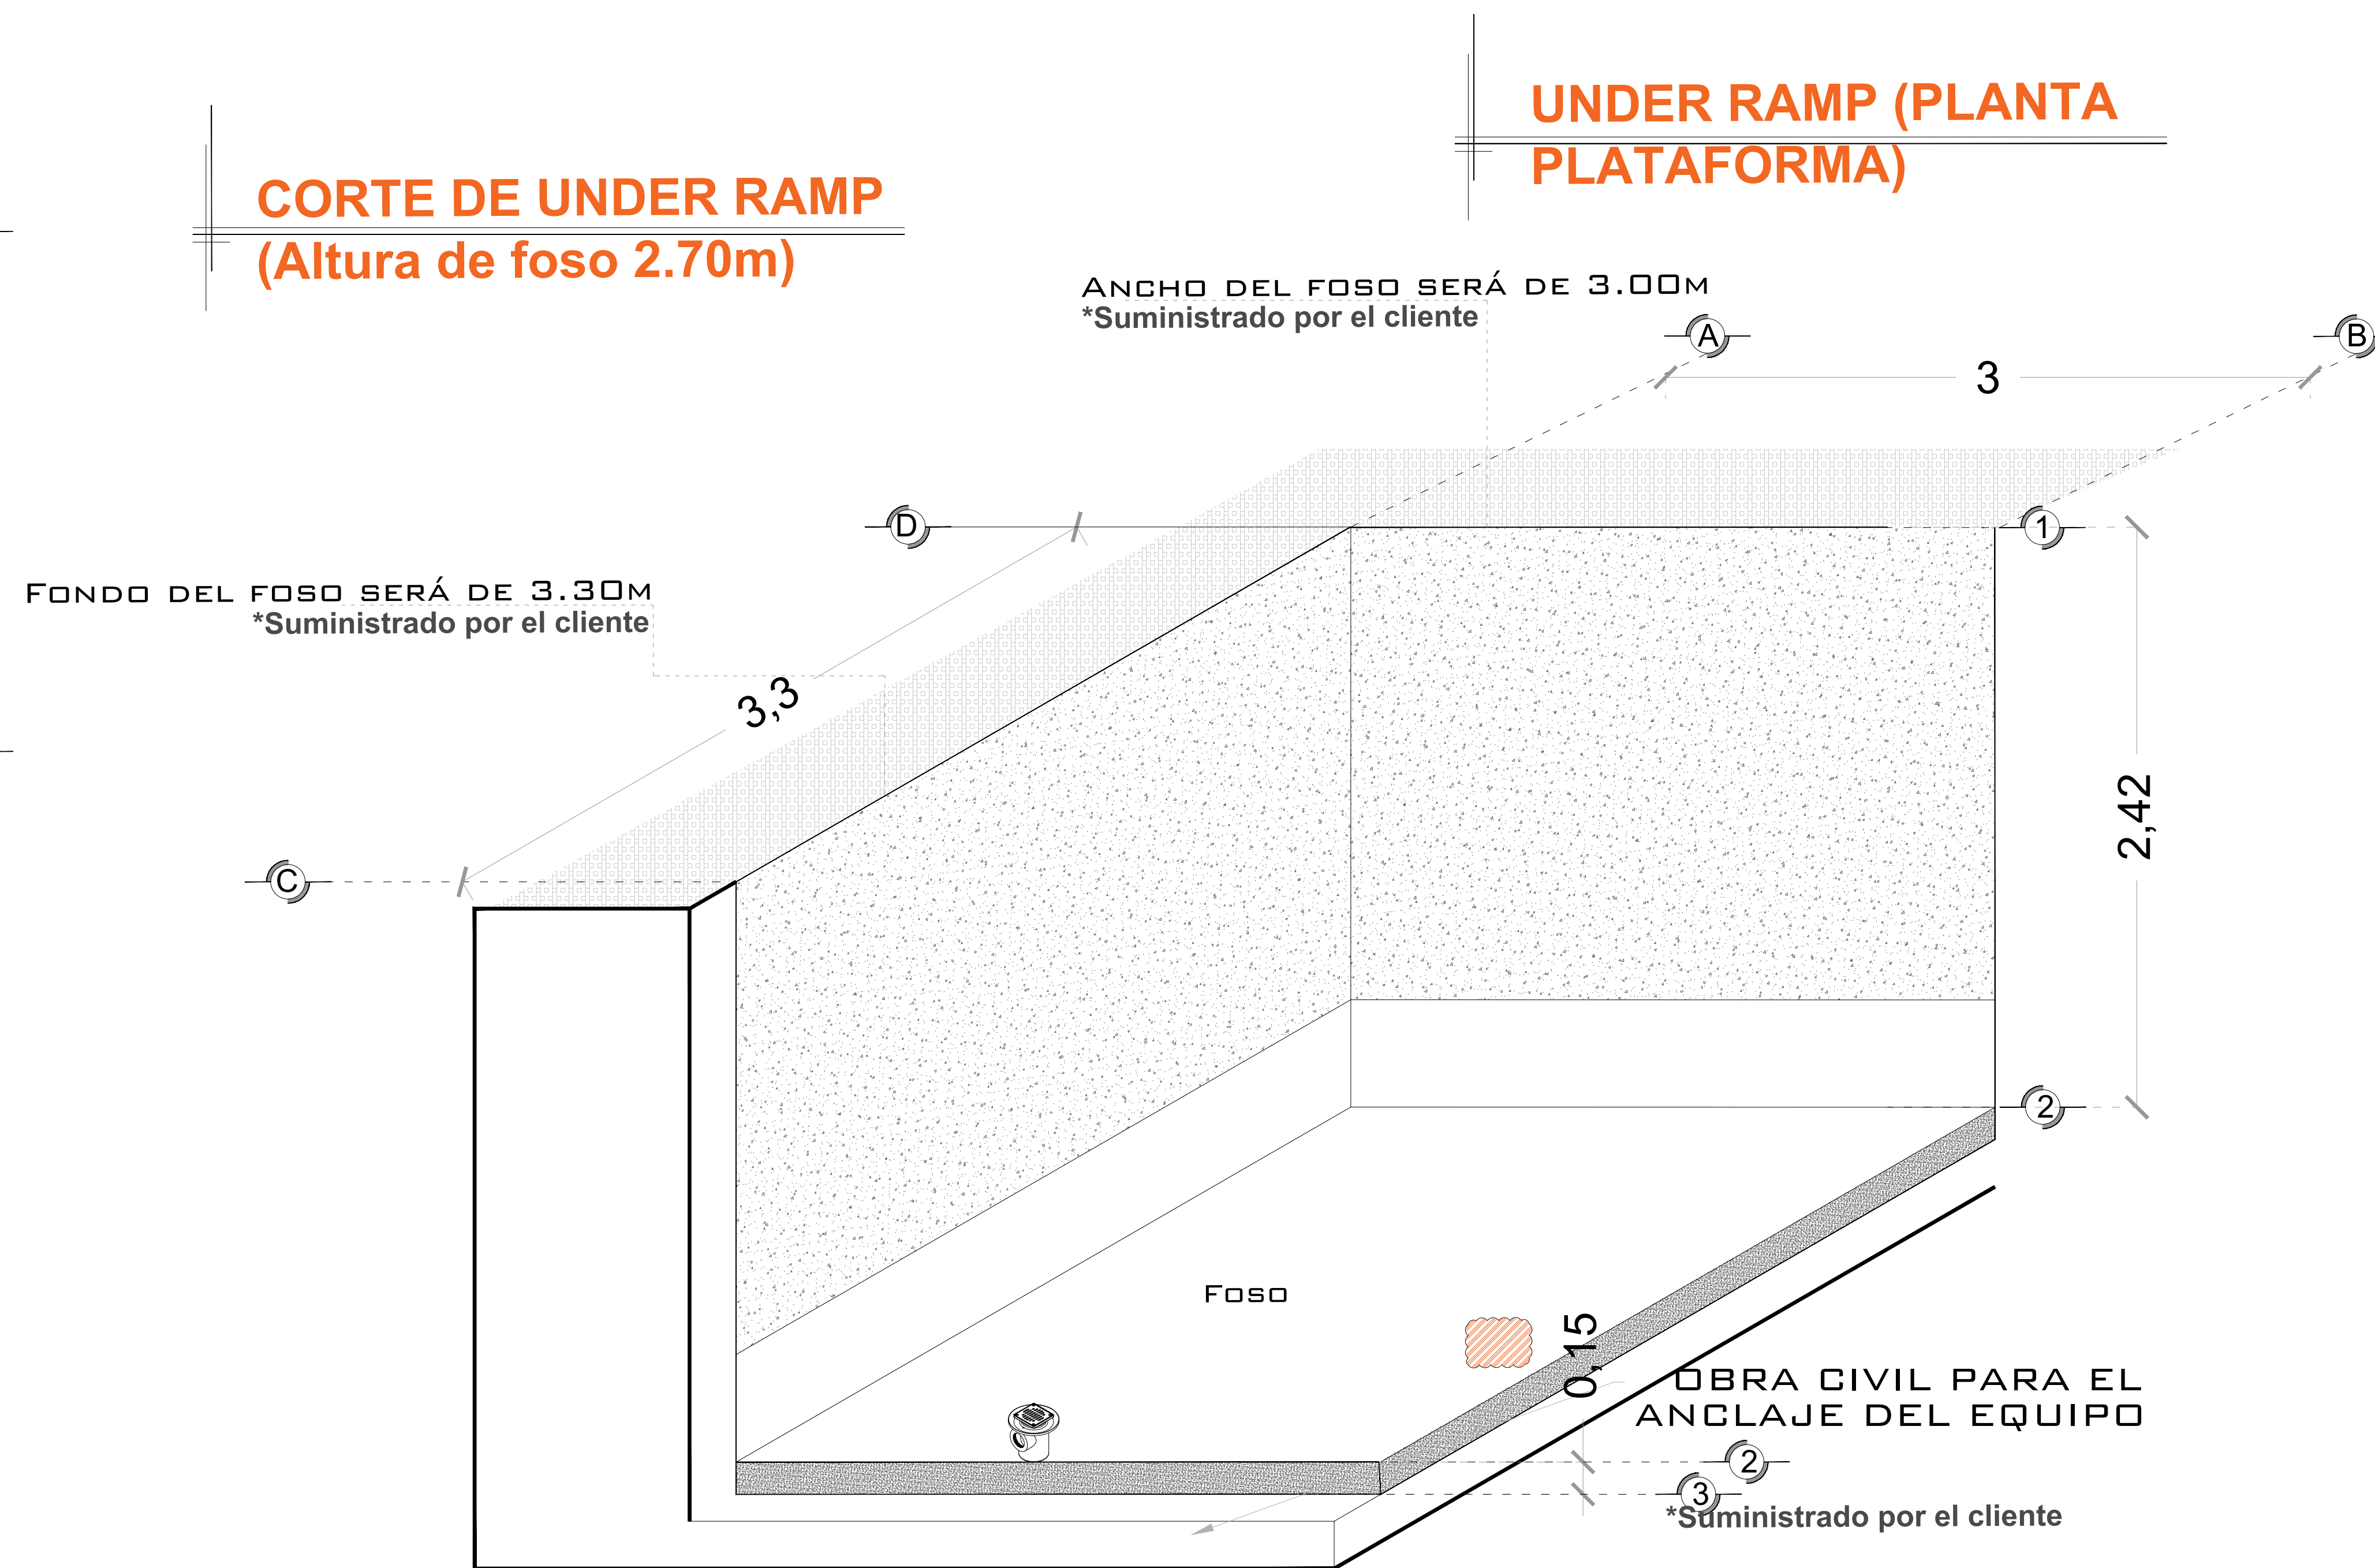 UNDER RAMP (PLANTA
PLATAFORMA)
CORTE DE UNDER RAMP
(Altura de foso 2.70m)
Ancho del foso será de 3.00m
*Suministrado por el cliente
A
B
3
D
1
Fondo del foso será de 3.30m
*Suministrado por el cliente
3,3
2,42
C
2
Foso
0,15
OBRA CIVIL PARA EL
ANCLAJE DEL EQUIPO
2
3
*Suministrado por el cliente